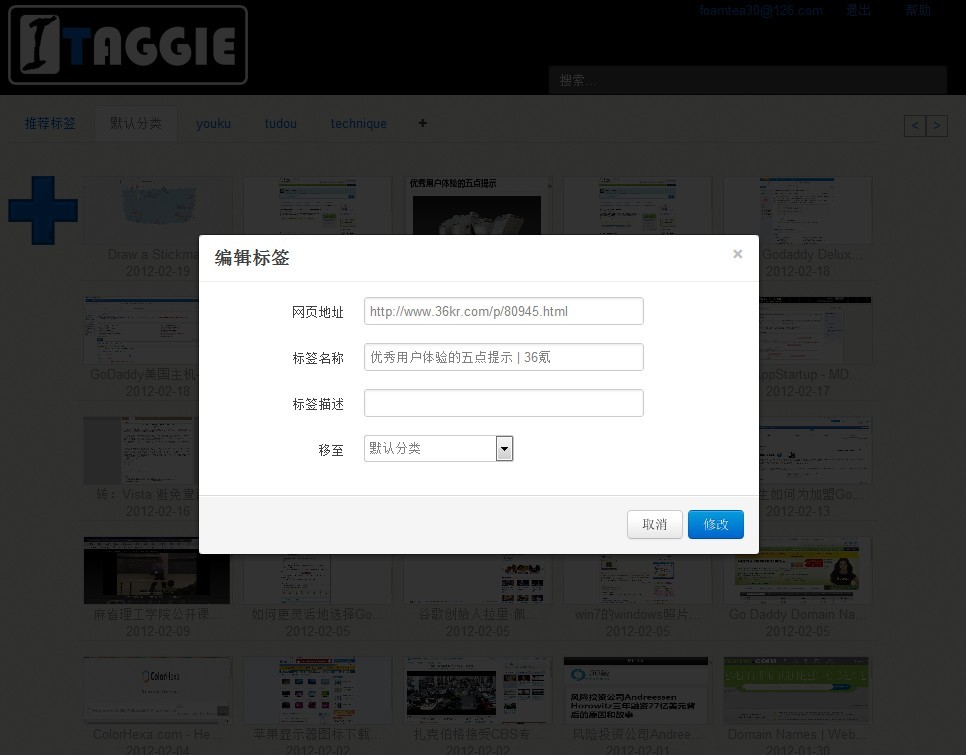 foamtea30@126.com 退出 帮助
ITAGGIE
搜索...
推荐标签 默认分类 youku tudou technique +
< >
优秀用户体验的五点提示
Draw a Stickma
2012-02-19
Godaddy Delux...
2012-02-18
编辑标签 ×
网页地址 http://www.36kr.com/p/80945.html
标签名称 优秀用户体验的五点提示 | 36氪
标签描述
移至 默认分类
取消 修改
GoDaddy美国主机
2012-02-18
AppStartup - MD
2012-02-17
转：Vista 避免重
2012-02-16
主如何为加盟Go...
2012-02-13
麻省理工学院公开课...
2012-02-09
如何更灵活地选择Go...
2012-02-05
谷歌创始人拉里·佩...
2012-02-05
win7的windows照片...
2012-02-05
Go Daddy Domain Na...
2012-02-05
ColorHexa
风险投资公司Andreessen
Horowitz三年融资27亿美元背
后的原因和故事
ColorHexa.com - He...
2012-02-04
苹果显示器图标下载...
2012-02-02
扎克伯格接受CBS专...
2012-02-02
风险投资公司Andree...
2012-02-01
Domain Names | Web...
2012-01-30